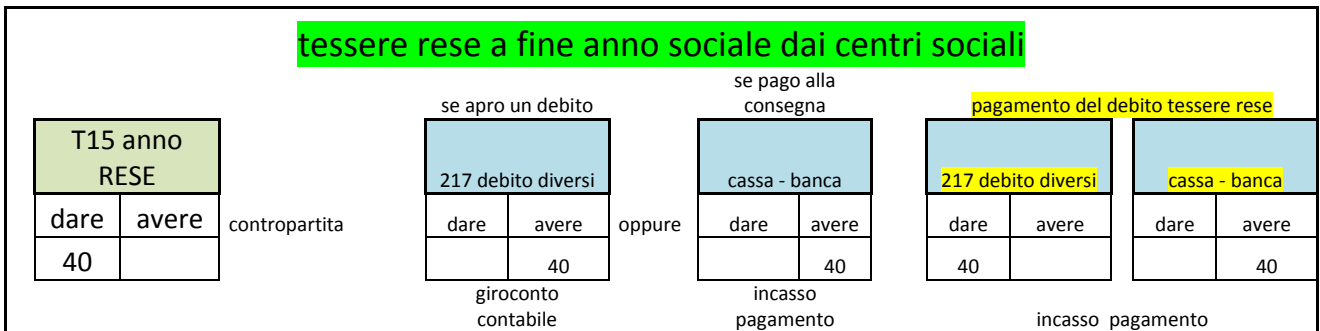 tessere rese a fine anno sociale dai centri sociali
se apro un debito
se pago alla
consegna
pagamento del debito tessere rese
T15 anno
RESE
217 debito diversi
cassa - banca
217 debito diversi
cassa - banca
dare avere contropartita dare avere oppure dare avere dare avere dare avere
40 40 40 40 40
giroconto
contabile
incasso
pagamento
incasso pagamento